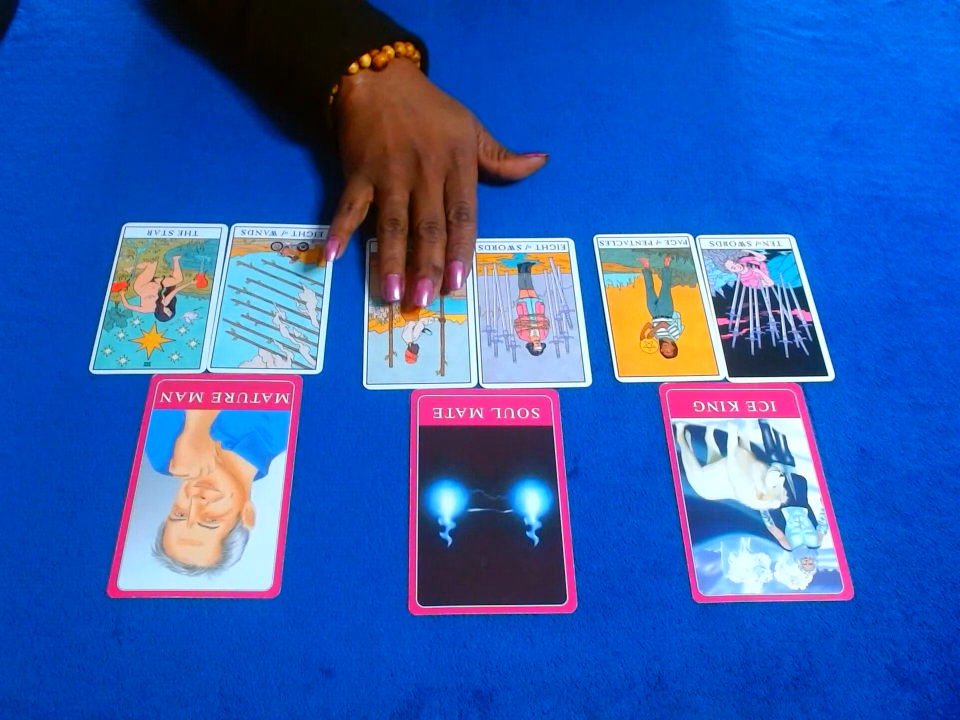 THE STAR
EIGHT of WANDS
EIGHT of SWORDS
PAGE of PENTACLES
TEN of SWORDS
MATURE MAN
SOUL MATE
ICE KING